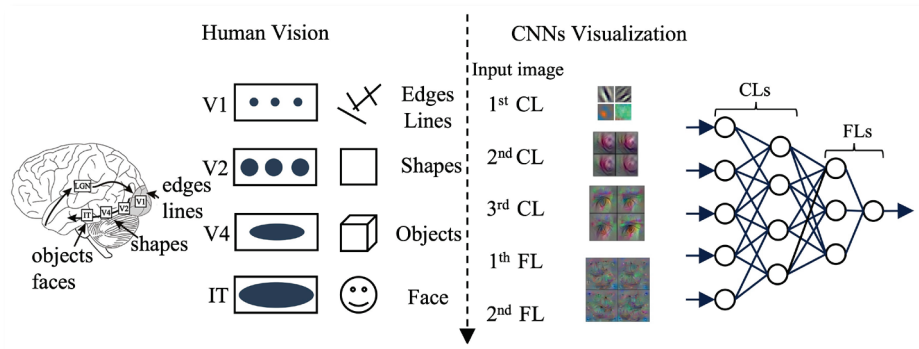 Human Vision
CNNs Visualization
Input image
V1
Edges
Lines
1st CL
CLs
V2
Shapes
2nd CL
FLs
LGN
V1
V2
V4
IT
edges
lines
shapes
objects
faces
V4
Objects
3rd CL
1th FL
IT
Face
2nd FL